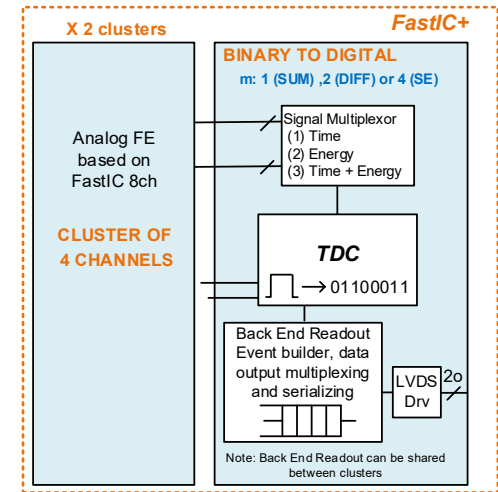 X 2 clusters
FastIC+
Analog FE
based on
FastIC 8ch
CLUSTER OF
4 CHANNELS
BINARY TO DIGITAL
m: 1 (SUM) ,2 (DIFF) or 4 (SE)
Signal Multiplexor
(1) Time
(2) Energy
(3) Time + Energy
TDC
→01100011
Back End Readout
Event builder, data
output multiplexing
and serializing
LVDS
Drv
2o
Note: Back End Readout can be shared
between clusters